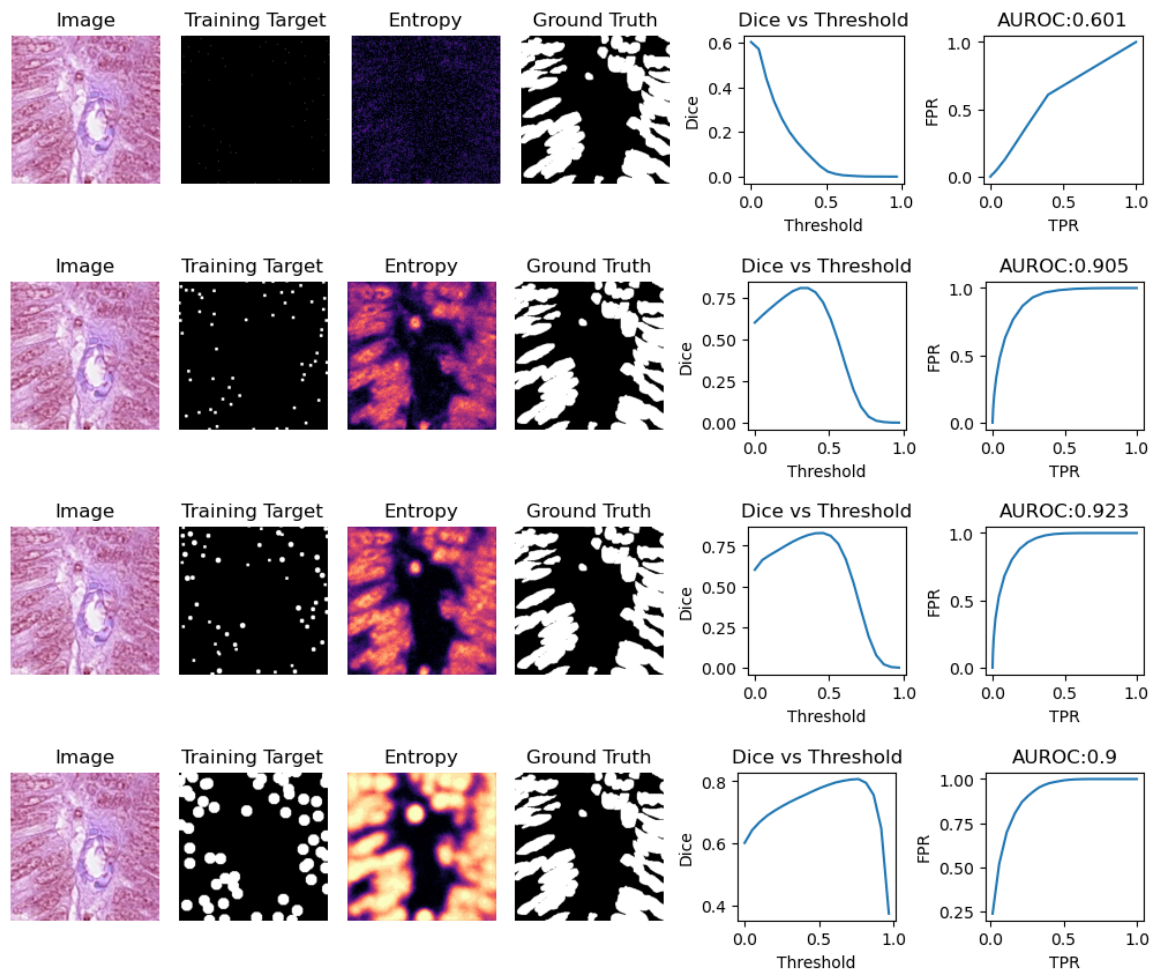 Image Training Target Entropy Ground Truth Dice vs Threshold AUROC:0.601
0.6
0.4
0.2
0.0
Dice
0.0 0.5 1.0
Threshold
1.0
0.5
0.0
FPR
0.0 0.5 1.0
TPR
Image Training Target Entropy Ground Truth Dice vs Threshold AUROC:0.905
0.75
0.50
0.25
0.00
Dice
0.0 0.5 1.0
Threshold
1.0
0.5
0.0
FPR
0.0 0.5 1.0
TPR
Image Training Target Entropy Ground Truth Dice vs Threshold AUROC:0.923
0.75
0.50
0.25
0.00
Dice
0.0 0.5 1.0
Threshold
1.0
0.5
0.0
FPR
0.0 0.5 1.0
TPR
Image Training Target Entropy Ground Truth Dice vs Threshold AUROC:0.9
0.8
0.6
0.4
Dice
0.0 0.5 1.0
Threshold
1.00
0.75
0.50
0.25
FPR
0.0 0.5 1.0
TPR